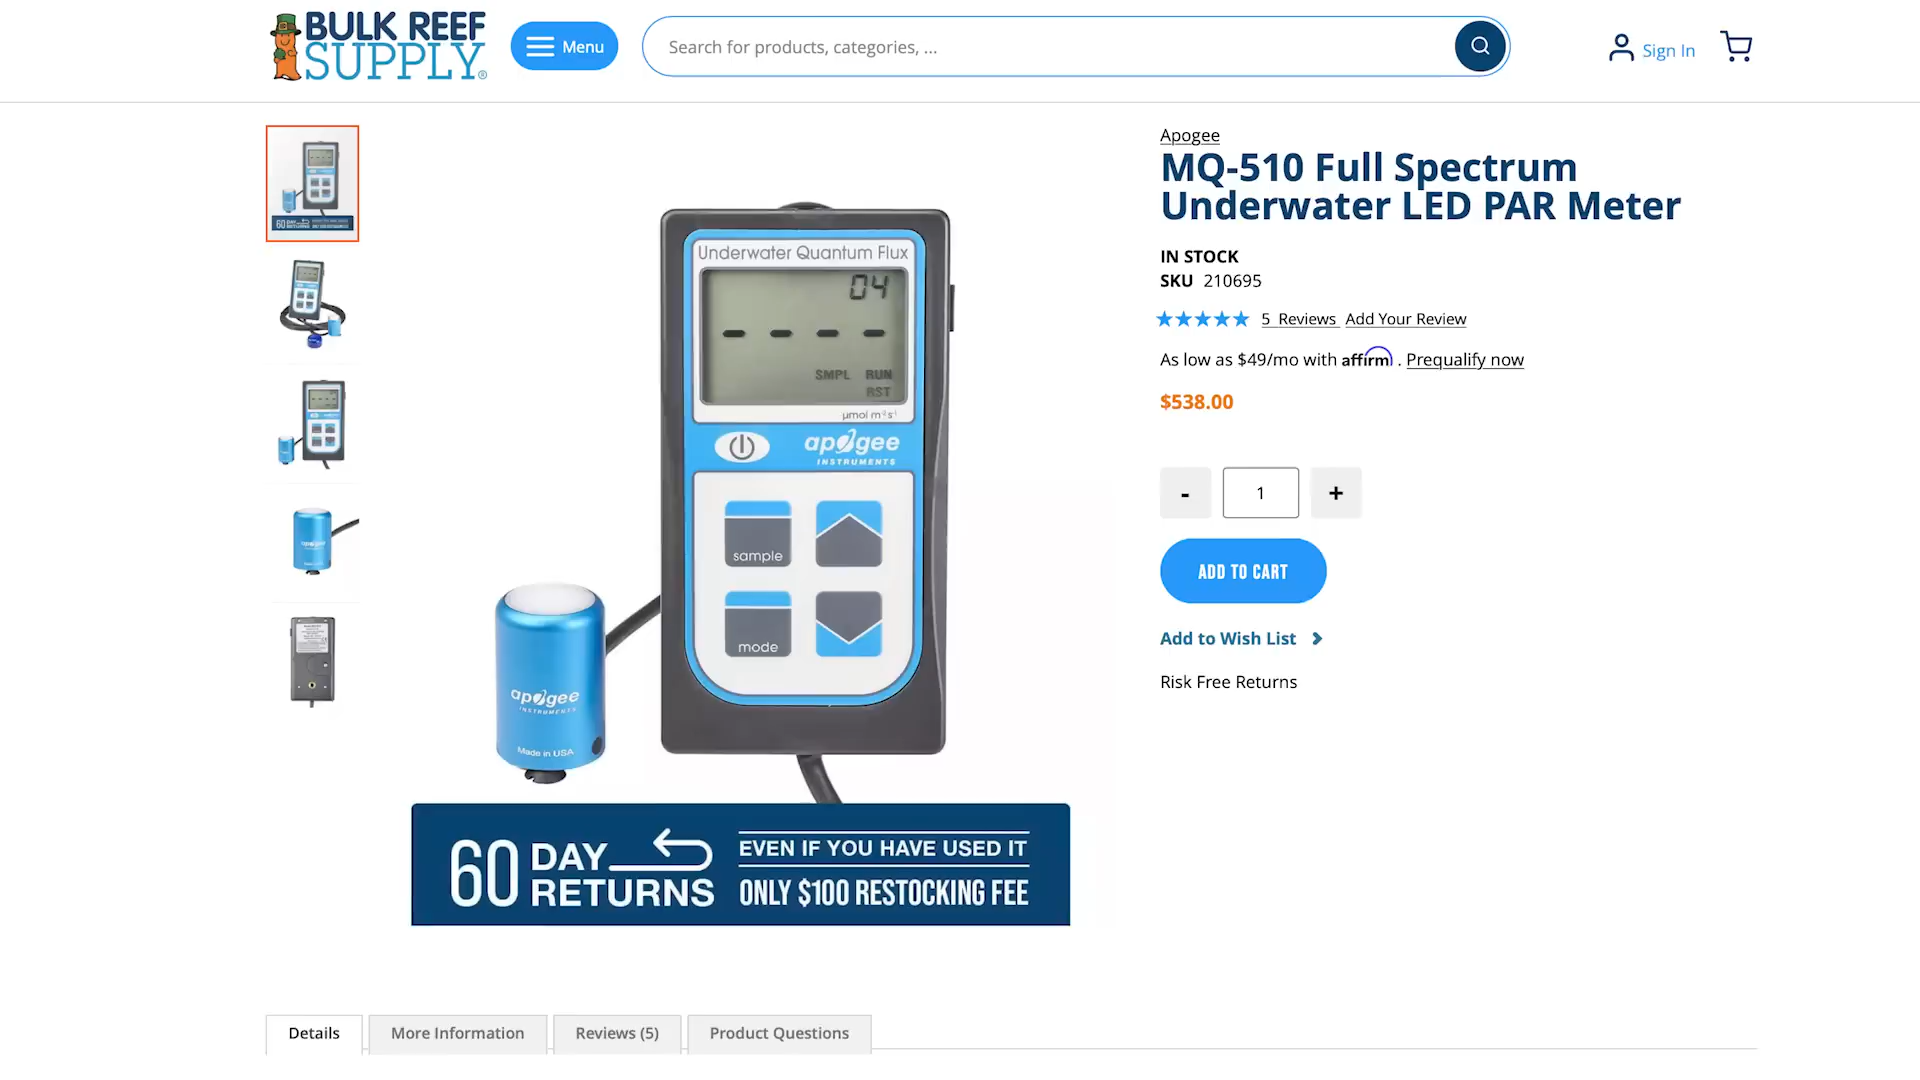 BULK REEF
SUPPLY®
Menu
Search for products, categories, ...
Sign In
Apogee
MQ-510 Full Spectrum
Underwater LED PAR Meter
IN STOCK
SKU 210695
5 Reviews Add Your Review
As low as $49/mo with affirm. Prequalify now
$538.00
- 1 +
ADD TO CART
Add to Wish List
Risk Free Returns
Underwater Quantum Flux
04
- - - -
SMPL RUN
RST
µmol m⁻² s⁻¹
apogee
INSTRUMENTS
sample
mode
apogee
INSTRUMENTS
Made in USA
60 DAY RETURNS
EVEN IF YOU HAVE USED IT
ONLY $100 RESTOCKING FEE
Details
More Information
Reviews (5)
Product Questions